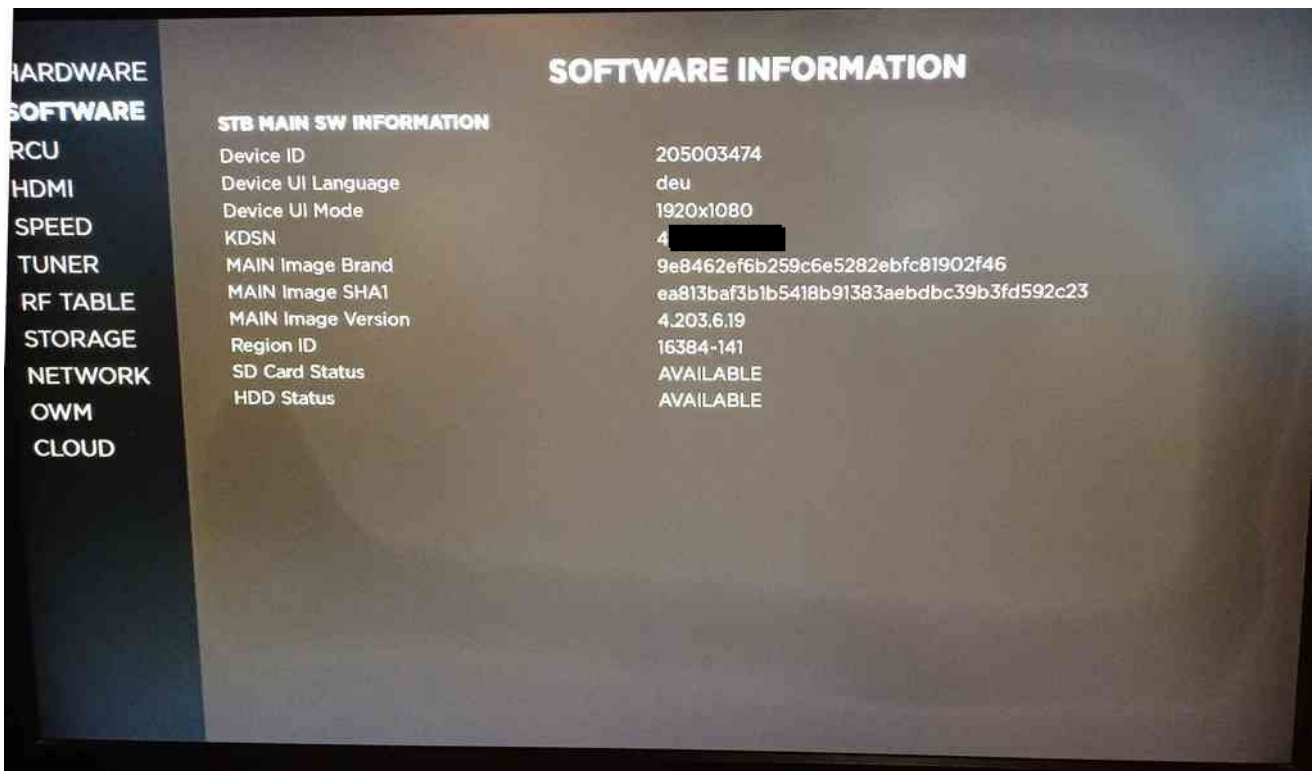 HARDWARE
SOFTWARE
RCU
HDMI
SPEED
TUNER
RF TABLE
STORAGE
NETWORK
OWM
CLOUD
SOFTWARE INFORMATION
STB MAIN SW INFORMATION
Device ID 205003474
Device UI Language deu
Device UI Mode 1920x1080
KDSN 4
MAIN Image Brand 9e8462ef6b259c6e5282ebfc81902f46
MAIN Image SHA1 ea813baf3b1b5418b91383aebdbc39b3fd592c23
MAIN Image Version 4.203.6.19
Region ID 16384-141
SD Card Status AVAILABLE
HDD Status AVAILABLE